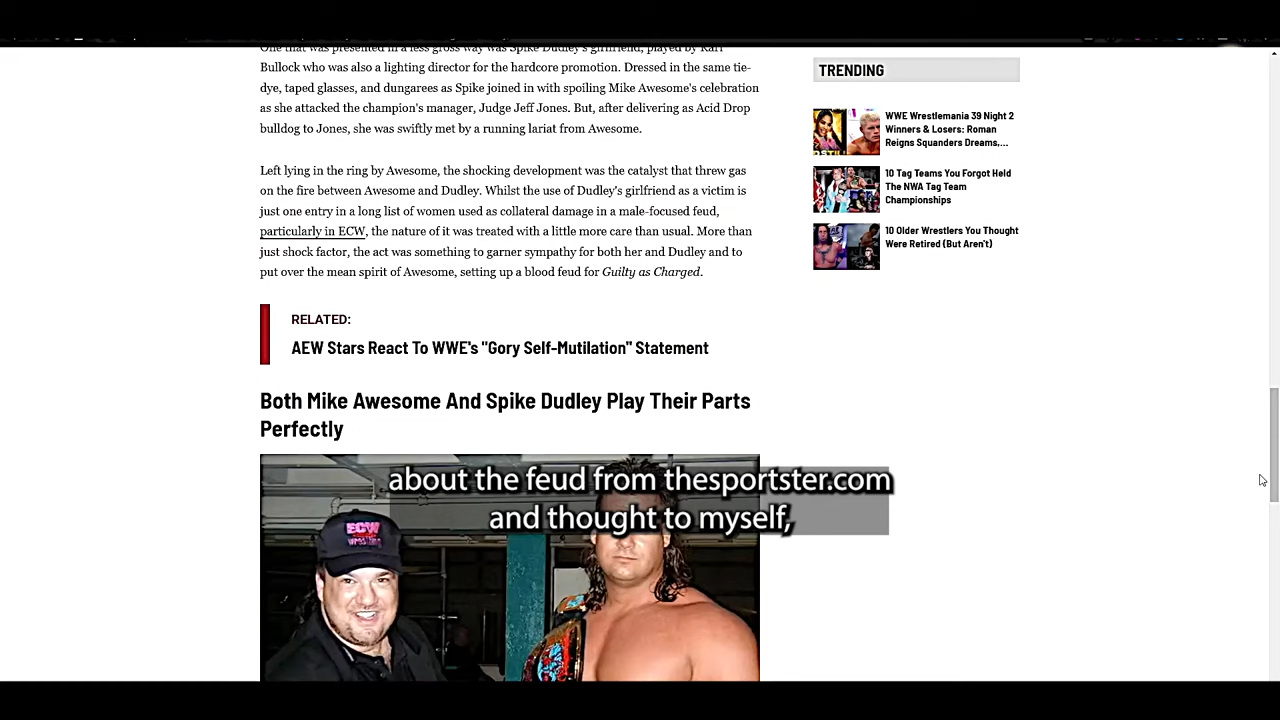 One that was presented in a less gross way was Spike Dudley's girlfriend, played by Kari
Bullock who was also a lighting director for the hardcore promotion. Dressed in the same tie-
dye, taped glasses, and dungarees as Spike joined in with spoiling Mike Awesome's celebration
as she attacked the champion's manager, Judge Jeff Jones. But, after delivering as Acid Drop
bulldog to Jones, she was swiftly met by a running lariat from Awesome.
Left lying in the ring by Awesome, the shocking development was the catalyst that threw gas
on the fire between Awesome and Dudley. Whilst the use of Dudley's girlfriend as a victim is
just one entry in a long list of women used as collateral damage in a male-focused feud,
particularly in ECW, the nature of it was treated with a little more care than usual. More than
just shock factor, the act was something to garner sympathy for both her and Dudley and to
put over the mean spirit of Awesome, setting up a blood feud for Guilty as Charged.
RELATED:
AEW Stars React To WWE's "Gory Self-Mutilation" Statement
Both Mike Awesome And Spike Dudley Play Their Parts
Perfectly
about the feud from thesportster.com
and thought to myself,
ECW
WRESTLING
TRENDING
WWE Wrestlemania 39 Night 2
Winners & Losers: Roman
Reigns Squanders Dreams,...
10 Tag Teams You Forgot Held
The NWA Tag Team
Championships
10 Older Wrestlers You Thought
Were Retired (But Aren't)